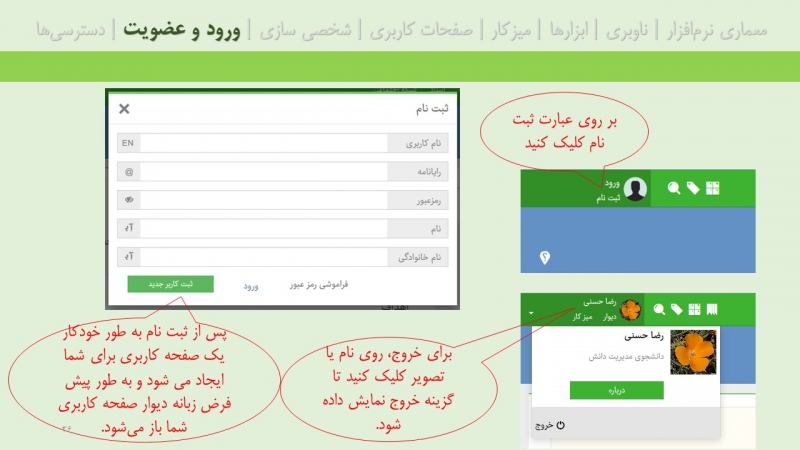 معماری نرم‌افزار | ناوبری | ابزارها | میزکار | صفحات کاربری | شخصی سازی | ورود و عضویت | دسترسی‌ها
بر روی عبارت ثبت
نام کلیک کنید
ورود
ثبت نام
ثبت نام
نام کاربری EN
رایانامه @
رمزعبور
نام
نام خانوادگی
فراموشی رمز عبور ورود ثبت کاربر جدید
پس از ثبت نام به طور خودکار
یک صفحه کاربری برای شما
ایجاد می شود و به طور پیش
فرض زبانه دیوار صفحه کاربری
شما باز می‌شود.
برای خروج، روی نام یا
تصویر کلیک کنید تا
گزینه خروج نمایش داده
شود.
رضا حسنی
دیوار میز کار
رضا حسنی
دانشجوی مدیریت دانش
درباره
خروج
اهداف